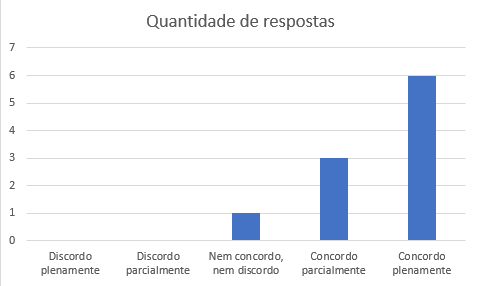 Quantidade de respostas
7
6
5
4
3
2
1
0
Discordo plenamente
Discordo parcialmente
Nem concordo, nem discordo
Concordo parcialmente
Concordo plenamente